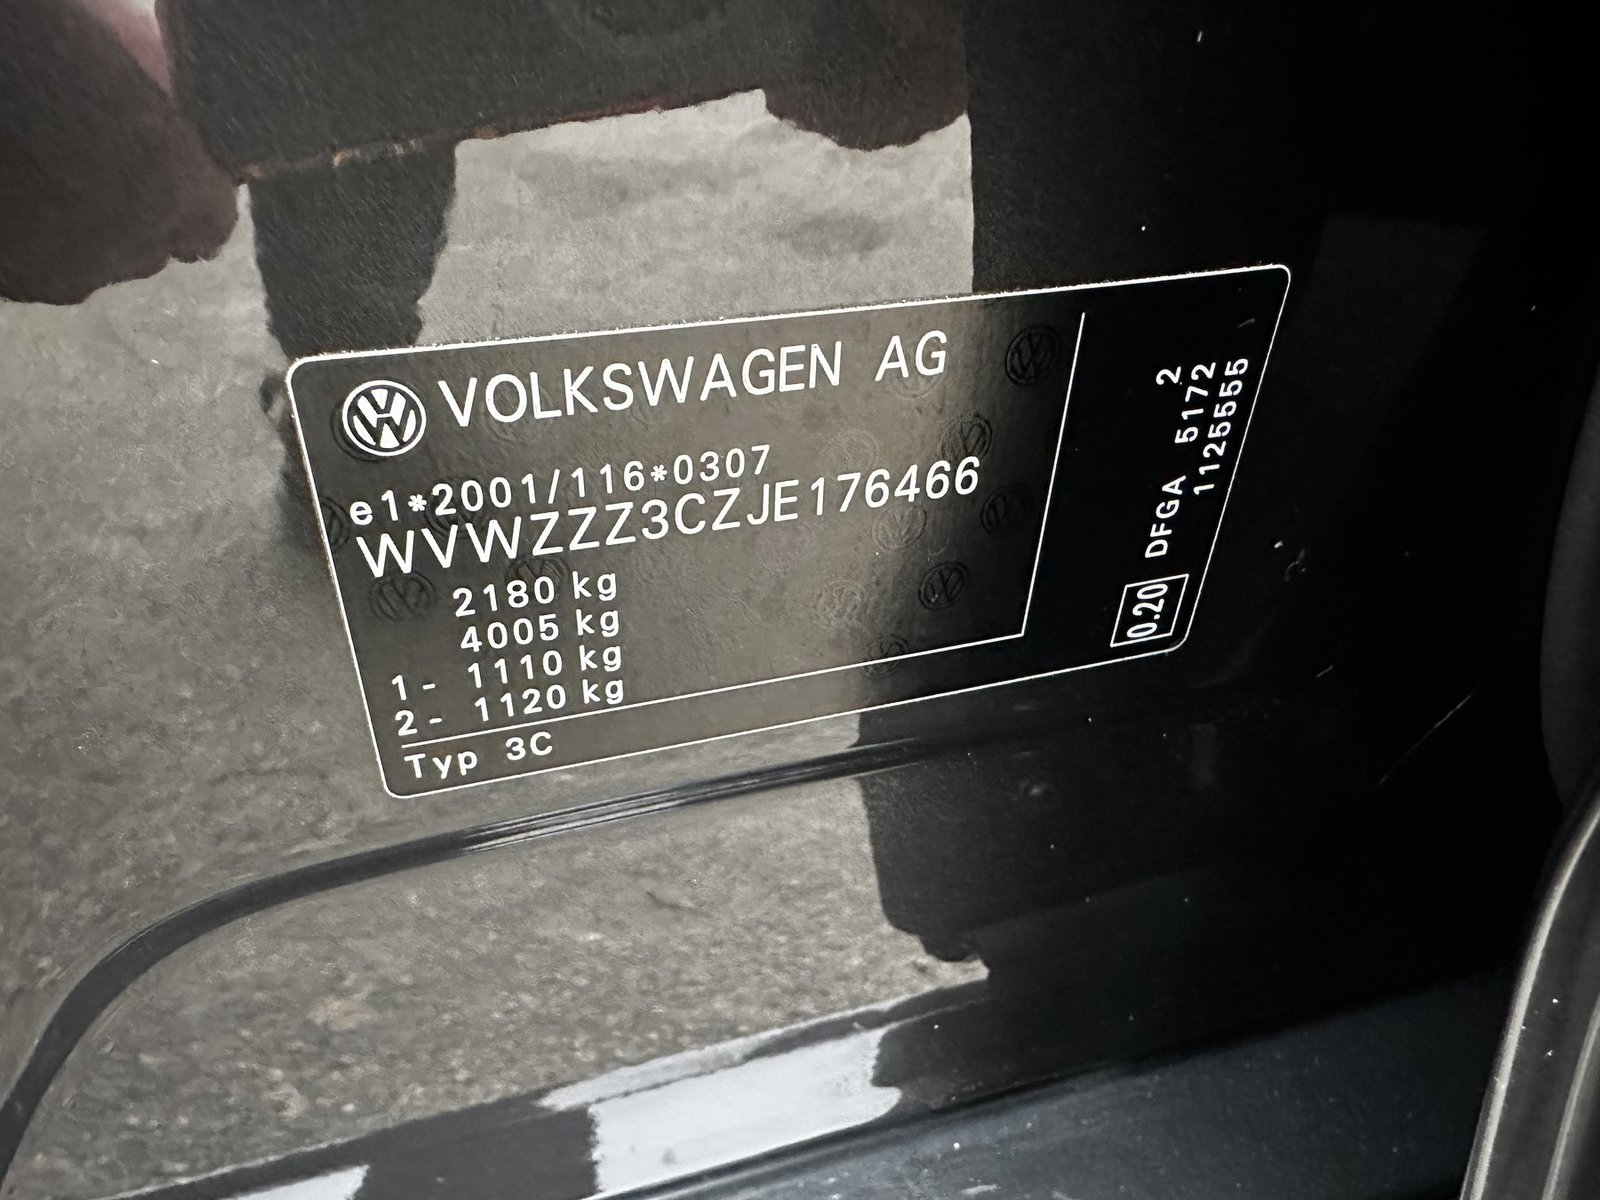 VOLKSWAGEN AG
e1*2001/116*0307
WVWZZZ3CZJE176466
2180 kg
4005 kg
1- 1110 kg
2- 1120 kg
Typ 3C
0.20 DFGA 5172 2
1125555